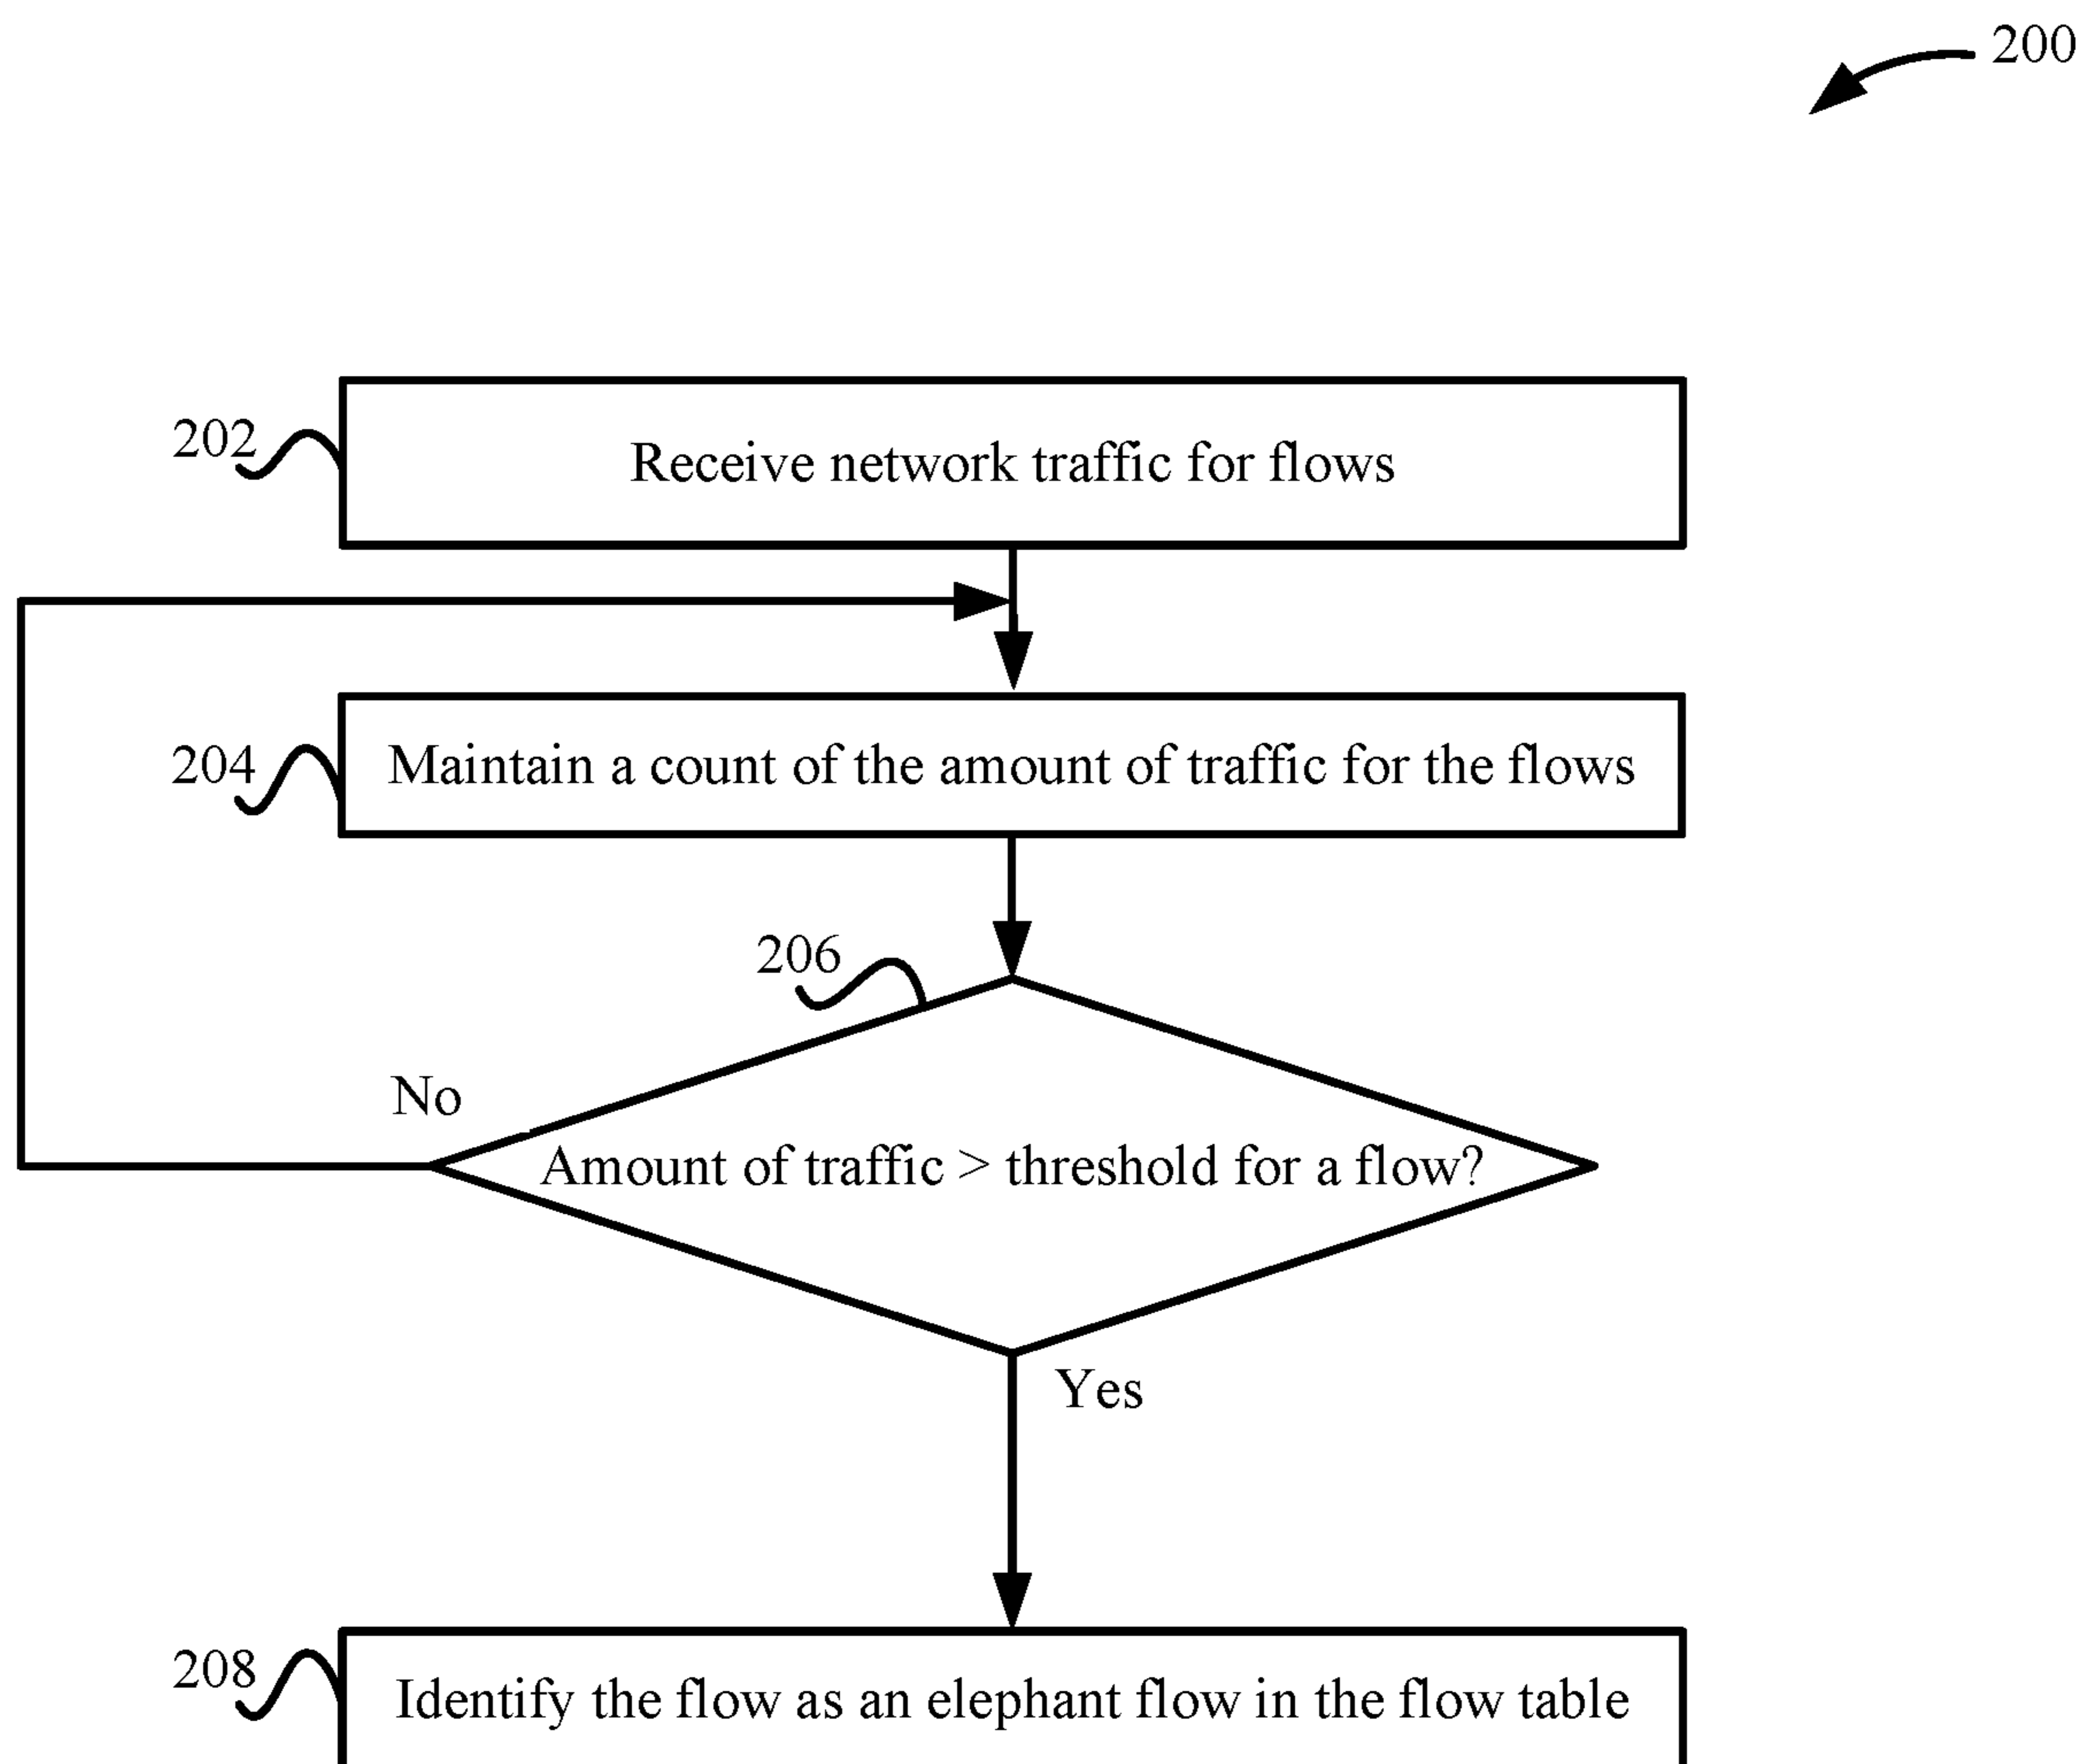 200
202
Receive network traffic for flows
204
Maintain a count of the amount of traffic for the flows
206
No
Amount of traffic > threshold for a flow?
Yes
208
Identify the flow as an elephant flow in the flow table